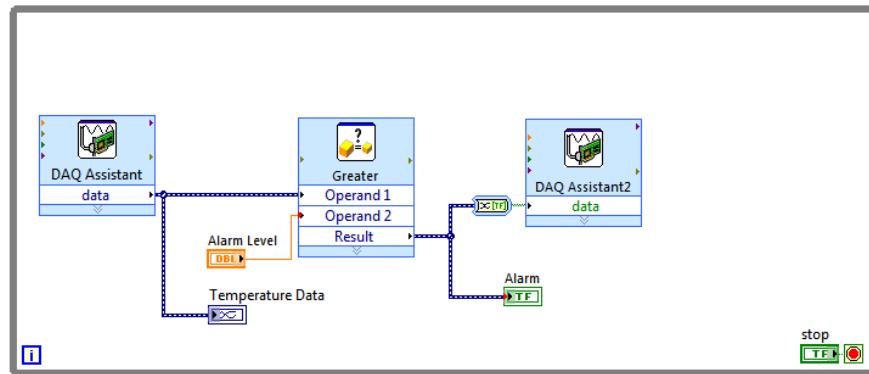 ?
=
DAQ Assistant
data
Greater
Operand 1
Operand 2
Result
DAQ Assistant2
data
[TF]
Alarm Level
DBL
Temperature Data
Alarm
TF
stop
TF
i